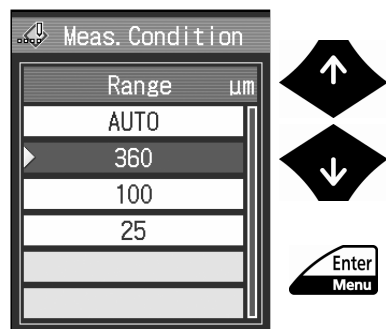 Meas. Condition
Range µm
AUTO
360
100
25
Enter
Menu